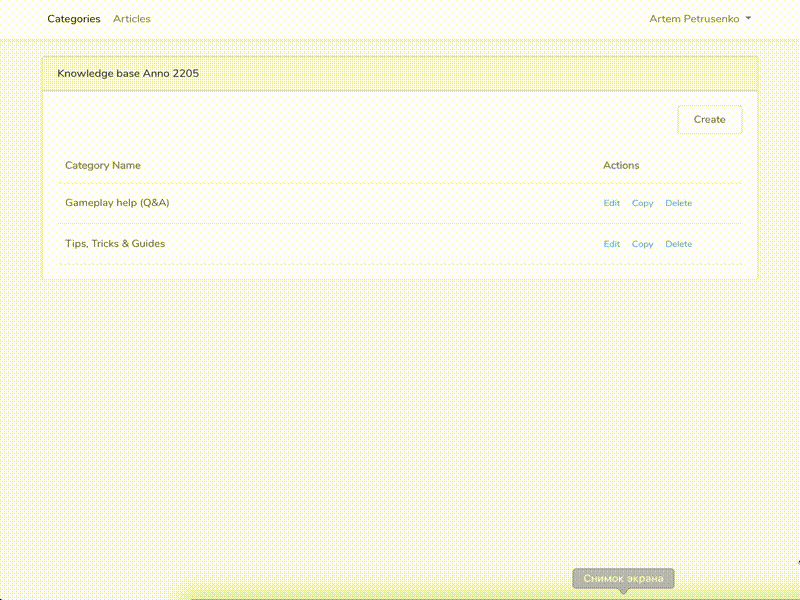 Categories Articles Artem Petrusenko
Knowledge base Anno 2205
Create
Category Name Actions
Gameplay help (Q&A) Edit Copy Delete
Tips, Tricks & Guides Edit Copy Delete
Снимок экрана